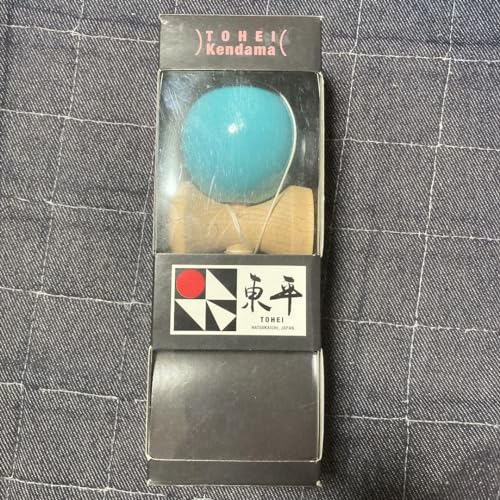 TOHEI
Kendama
東平
TOHEI
HATSUKAICHI, JAPAN